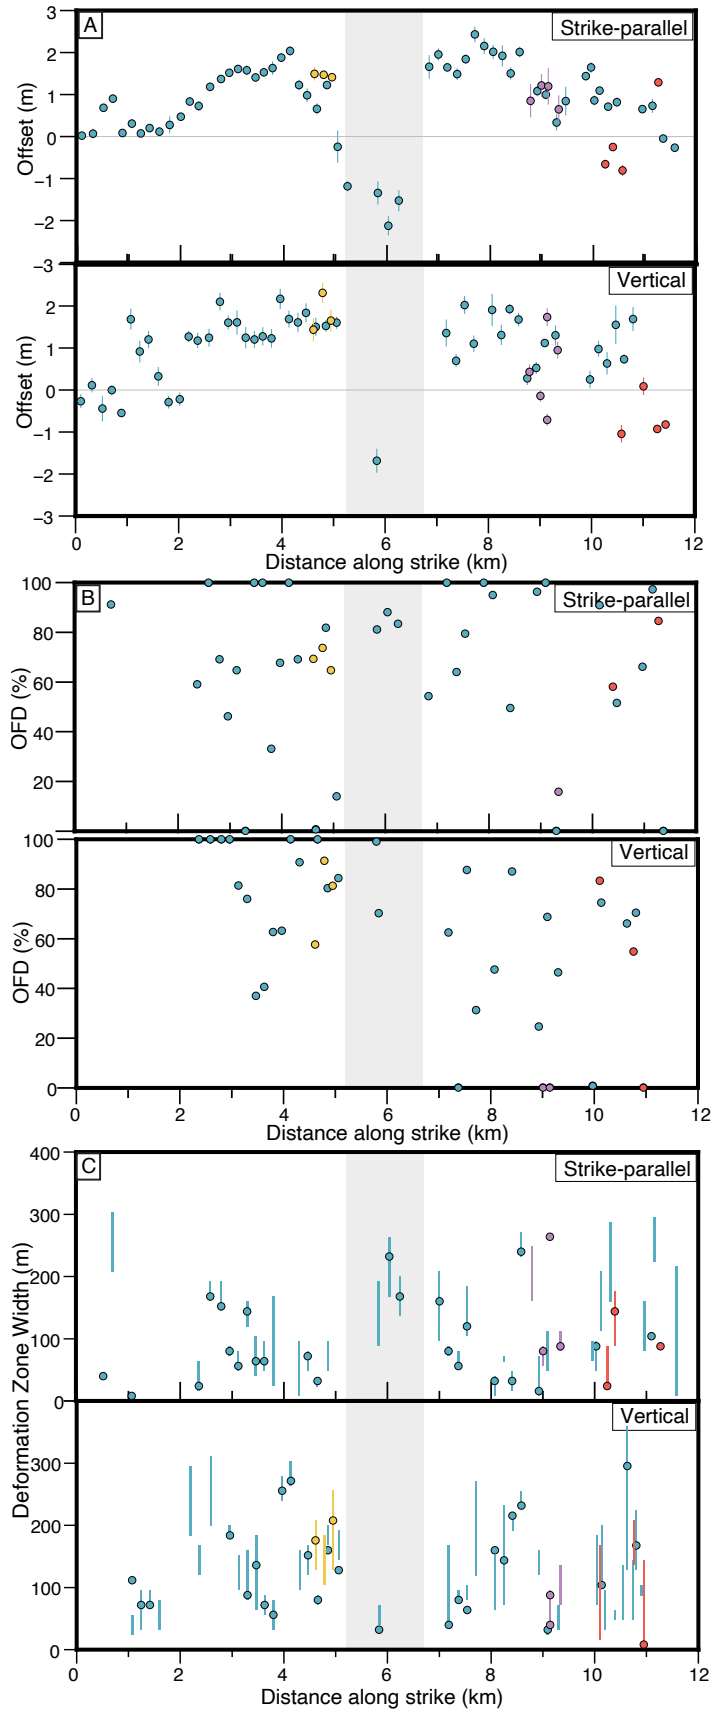 A
Strike-parallel
3
2
1
0
−1
−2
−3
Offset (m)
Vertical
2
1
0
−1
−2
−3
Offset (m)
0 2 4 6 8 10 12
Distance along strike (km)
B
Strike-parallel
100
80
60
40
20
OFD (%)
Vertical
100
80
60
40
20
0
OFD (%)
0 2 4 6 8 10 12
Distance along strike (km)
C
Strike-parallel
400
300
200
100
0
Deformation Zone Width (m)
Vertical
300
200
100
0
0 2 4 6 8 10 12
Distance along strike (km)